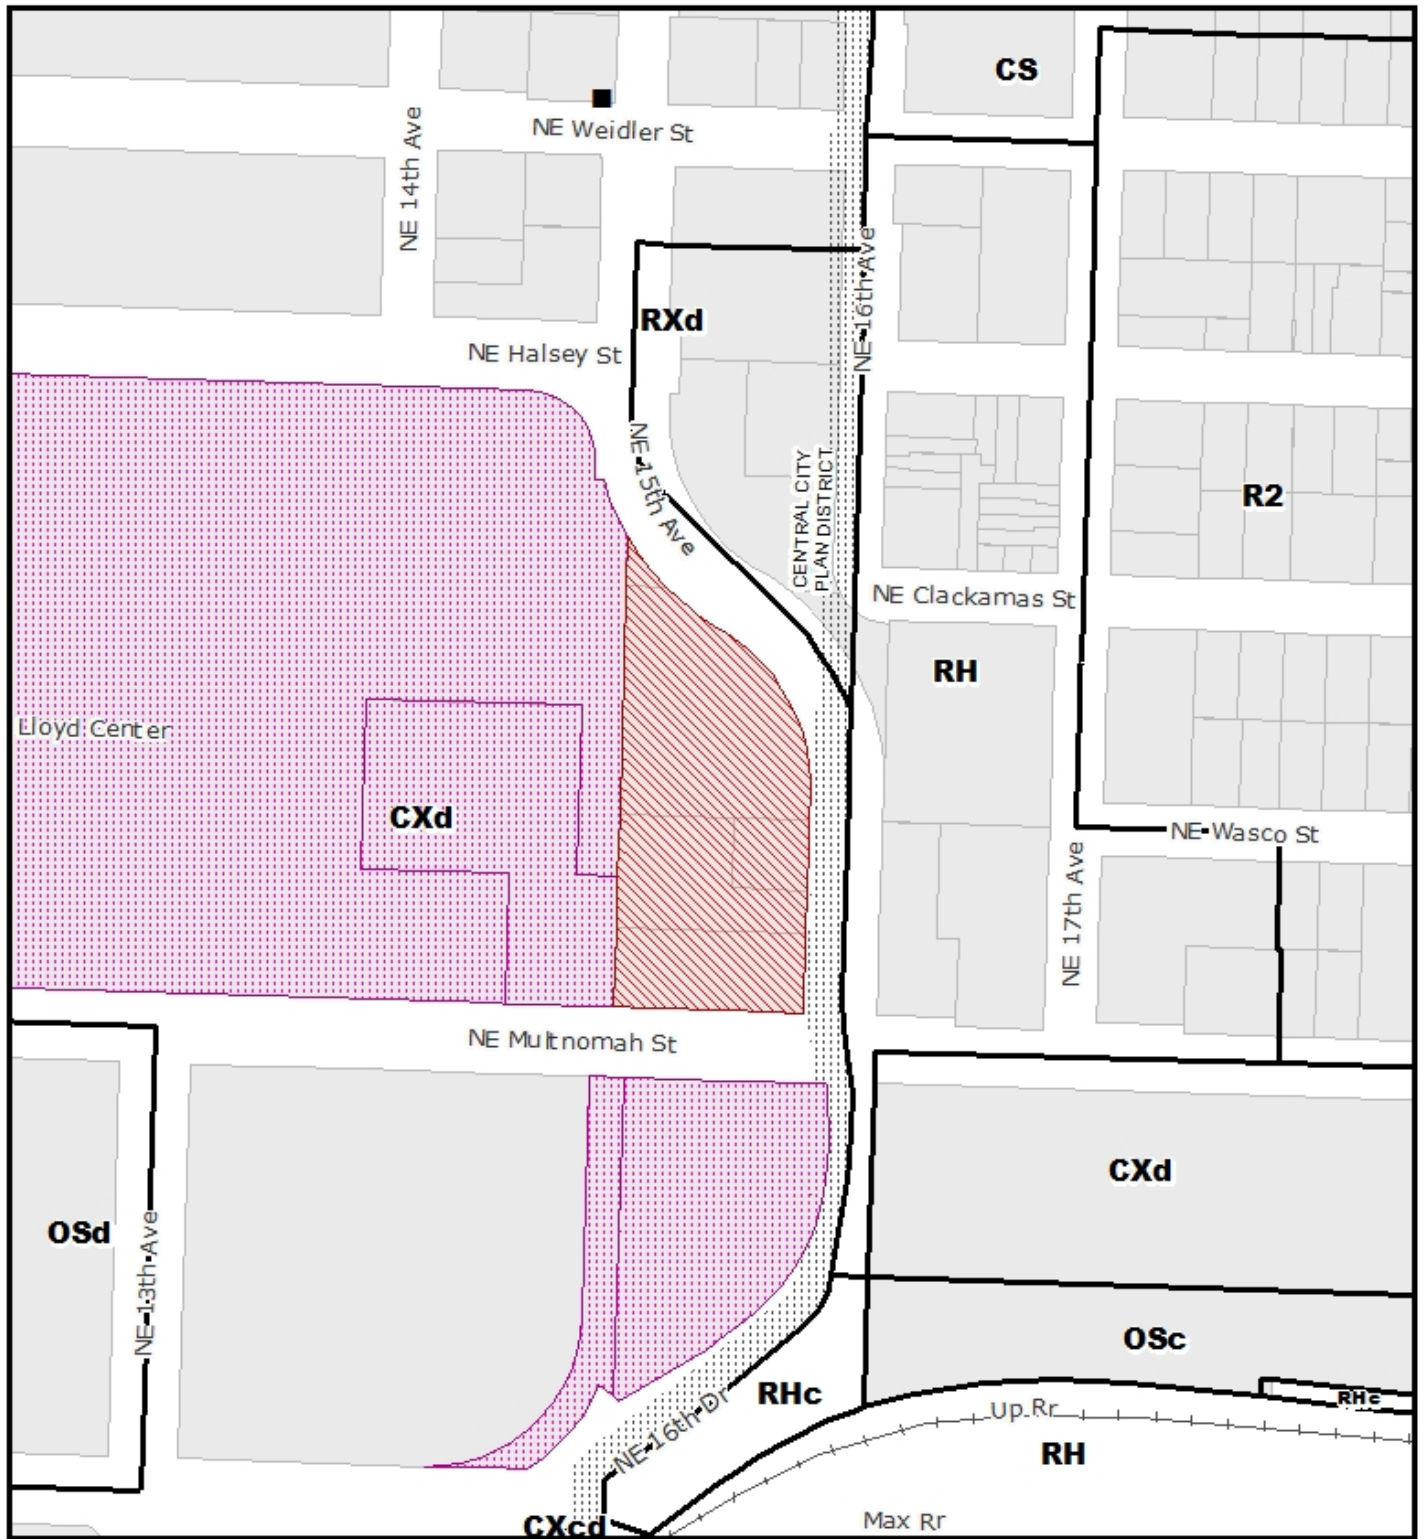 CS
NE Weidler St
NE 14th Ave
NE 16th Ave
RXd
NE Halsey St
NE 15th Ave
CENTRAL CITY
PLAN DISTRICT
R2
NE Clackamas St
RH
Lloyd Center
CXd
NE Wasco St
NE 17th Ave
NE Multnomah St
CXd
OSd
NE 13th Ave
OSc
RHc
RHc
NE 16th Dr
Up Rr
RH
Max Rr
CXcd